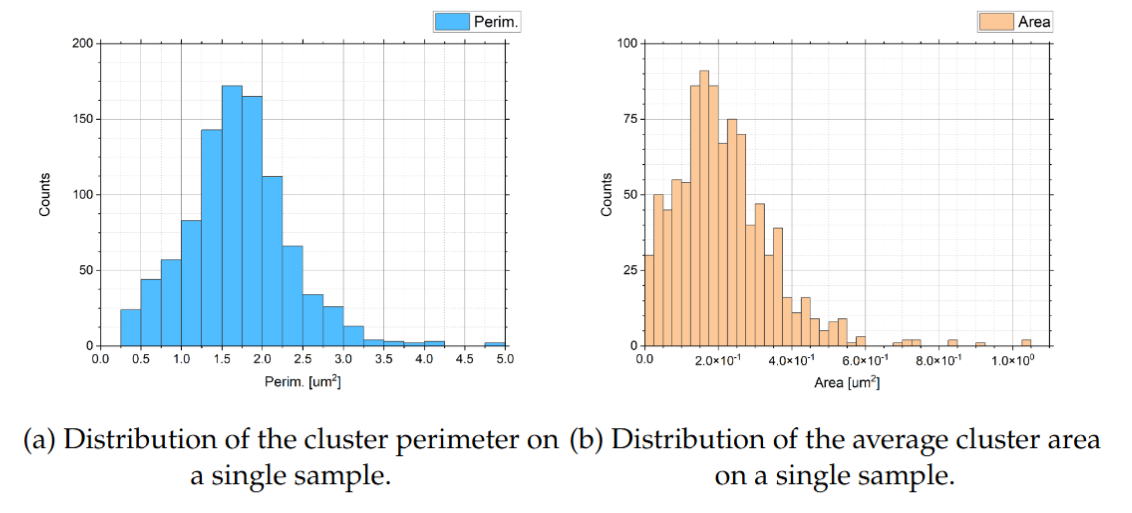 Perim.
200
150
100
50
0
Counts
0.0 0.5 1.0 1.5 2.0 2.5 3.0 3.5 4.0 4.5 5.0
Perim. [um²]
Area
100
75
50
25
0
Counts
0.0 2.0×10⁻¹ 4.0×10⁻¹ 6.0×10⁻¹ 8.0×10⁻¹ 1.0×10⁰
Area [um²]
(a) Distribution of the cluster perimeter on
a single sample.
(b) Distribution of the average cluster area
on a single sample.